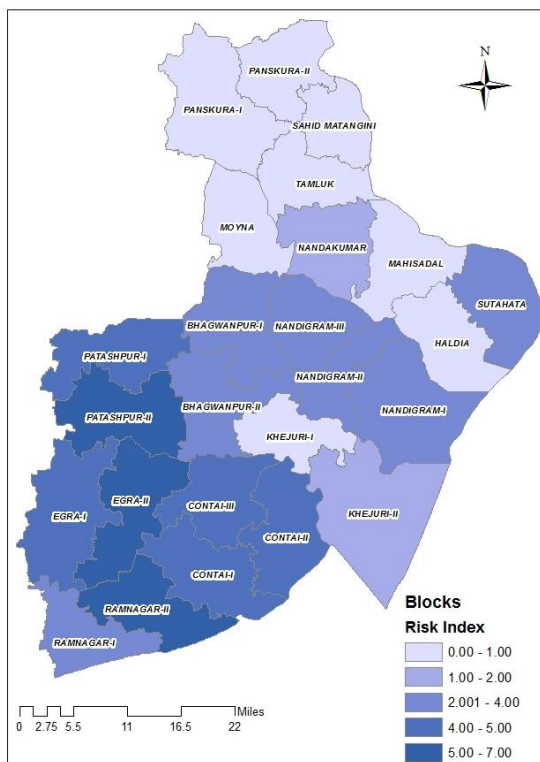 PANSKURA-II
N
PANSKURA-I
SAHID MATANGINI
TAMLUK
MOYNA
NANDAKUMAR
MAHISADAL
SUTAHATA
BHAGWANPUR-I
NANDIGRAM-III
HALDIA
PATASHPUR-I
NANDIGRAM-II
BHAGWANPUR-II
NANDIGRAM-I
PATASHPUR-II
KHEJURI-I
EGRA-II
CONTAI-III
KHEJURI-II
EGRA-I
CONTAI-II
CONTAI-I
RAMNAGAR-II
RAMNAGAR-I
Blocks
Risk Index
0.00 - 1.00
1.00 - 2.00
2.001 - 4.00
4.00 - 5.00
5.00 - 7.00
Miles
0 2.75 5.5 11 16.5 22